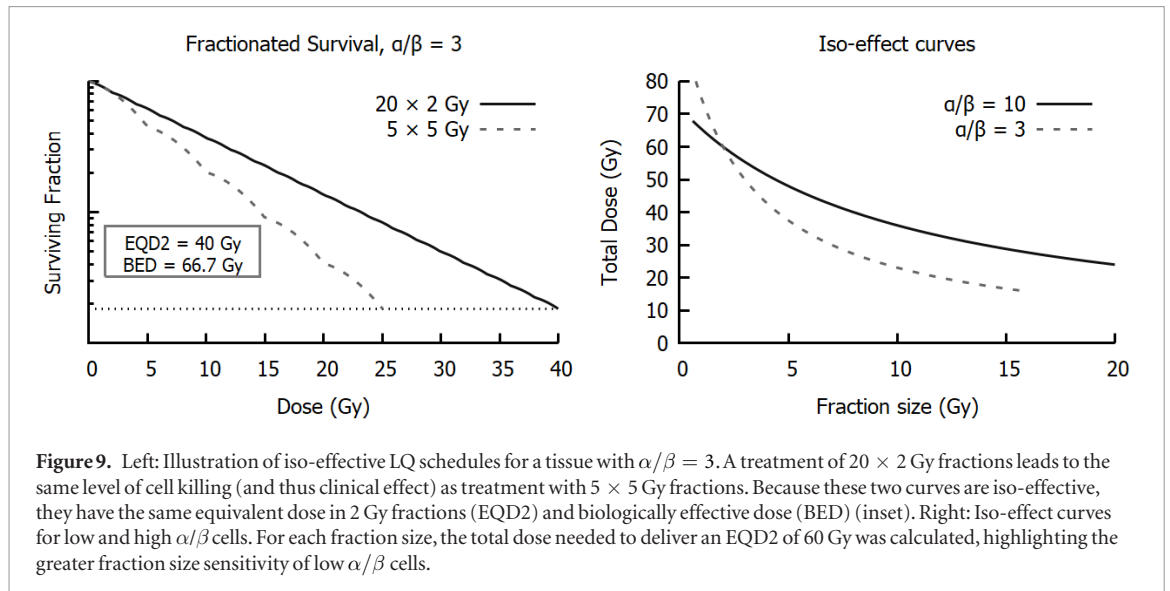 Fractionated Survival, α/β = 3
20 × 2 Gy
5 × 5 Gy
Surviving Fraction
EQD2 = 40 Gy
BED = 66.7 Gy
0 5 10 15 20 25 30 35 40
Dose (Gy)
Iso-effect curves
α/β = 10
α/β = 3
Total Dose (Gy)
80
70
60
50
40
30
20
10
0
0 5 10 15 20
Fraction size (Gy)
Figure 9. Left: Illustration of iso-effective LQ schedules for a tissue with α/β = 3. A treatment of 20 × 2 Gy fractions leads to the
same level of cell killing (and thus clinical effect) as treatment with 5 × 5 Gy fractions. Because these two curves are iso-effective,
they have the same equivalent dose in 2 Gy fractions (EQD2) and biologically effective dose (BED) (inset). Right: Iso-effect curves
for low and high α/β cells. For each fraction size, the total dose needed to deliver an EQD2 of 60 Gy was calculated, highlighting the
greater fraction size sensitivity of low α/β cells.